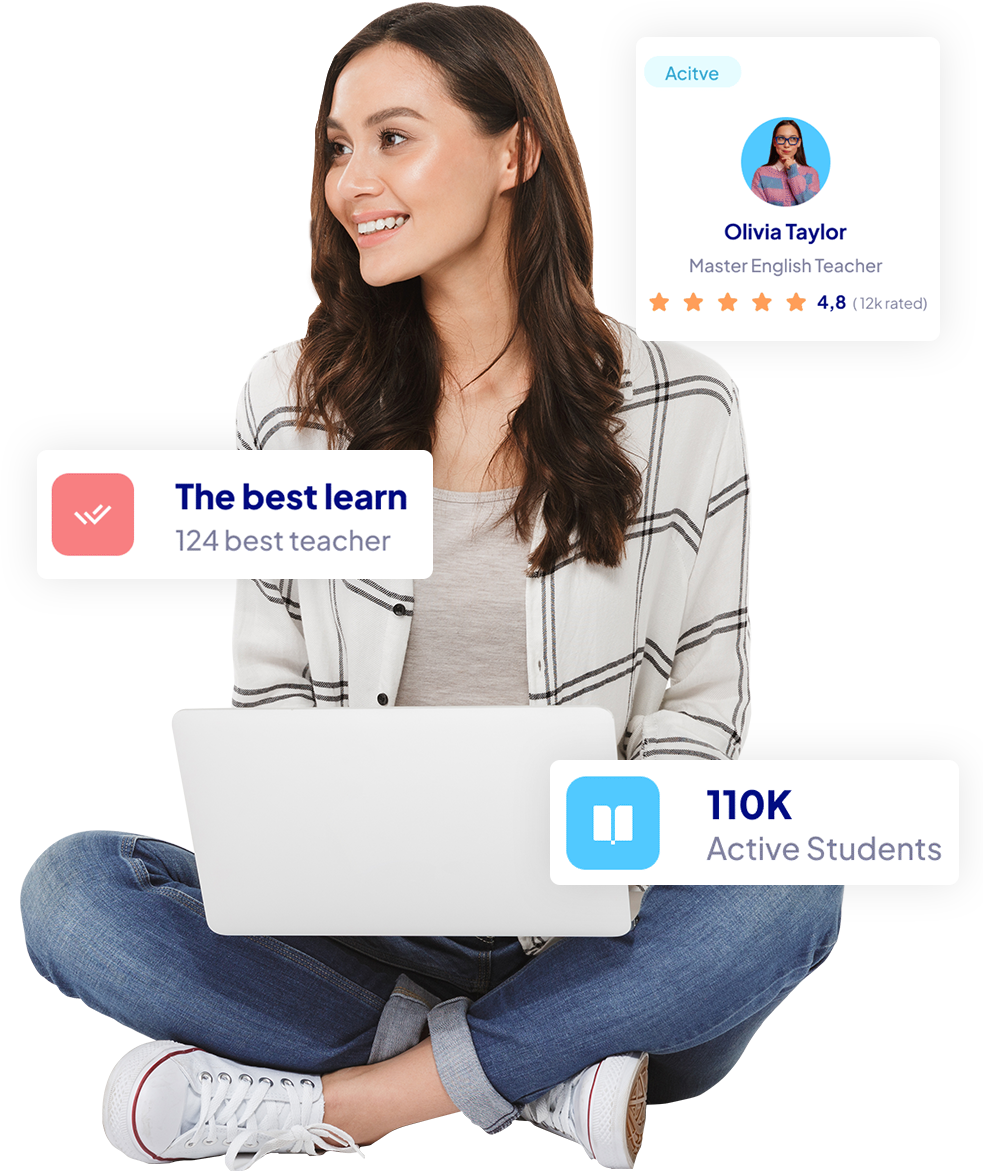 Acitve
Olivia Taylor
Master English Teacher
4,8 (12k rated)
The best learn
124 best teacher
110K
Active Students